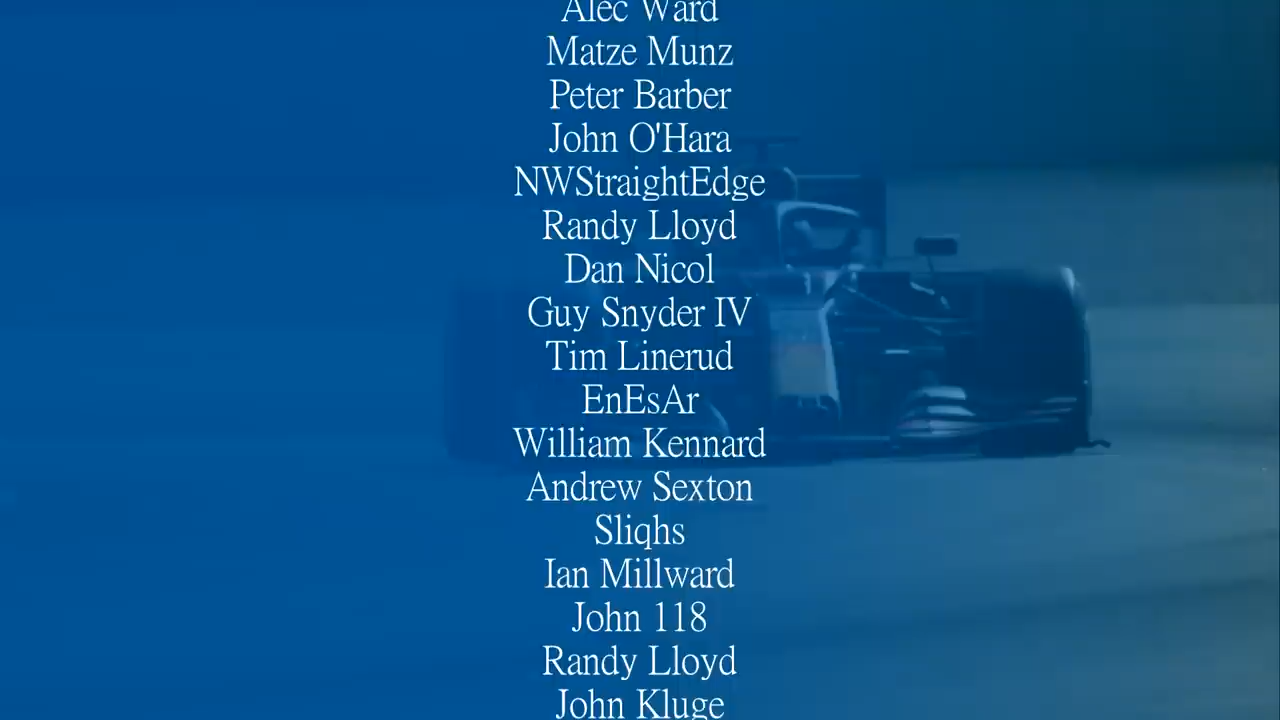 Alec Ward
Matze Munz
Peter Barber
John O'Hara
NWStraightEdge
Randy Lloyd
Dan Nicol
Guy Snyder IV
Tim Linerud
EnEsAr
William Kennard
Andrew Sexton
Sliqhs
Ian Millward
John 118
Randy Lloyd
John Kluge